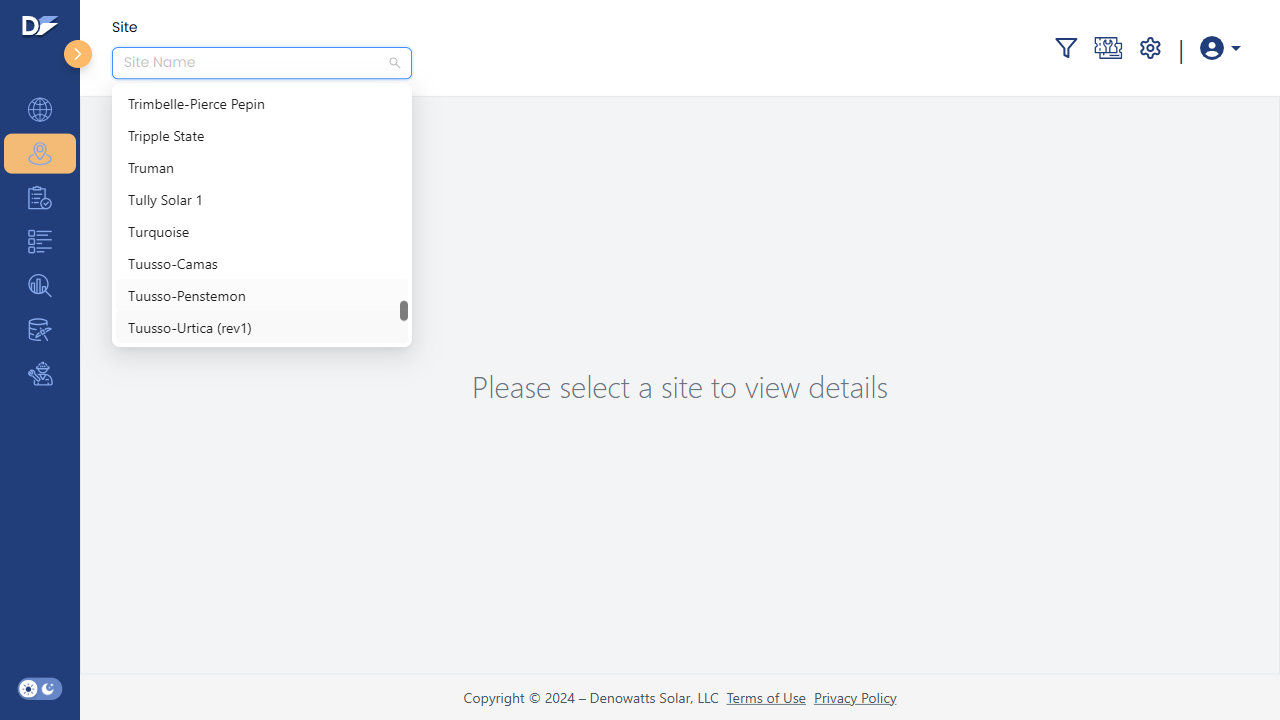 Site
Site Name
Trimbelle-Pierce Pepin
Tripple State
Truman
Tully Solar 1
Turquoise
Tuusso-Camas
Tuusso-Penstemon
Tuusso-Urtica (rev1)
Please select a site to view details
Copyright © 2024 – Denowatts Solar, LLC Terms of Use Privacy Policy